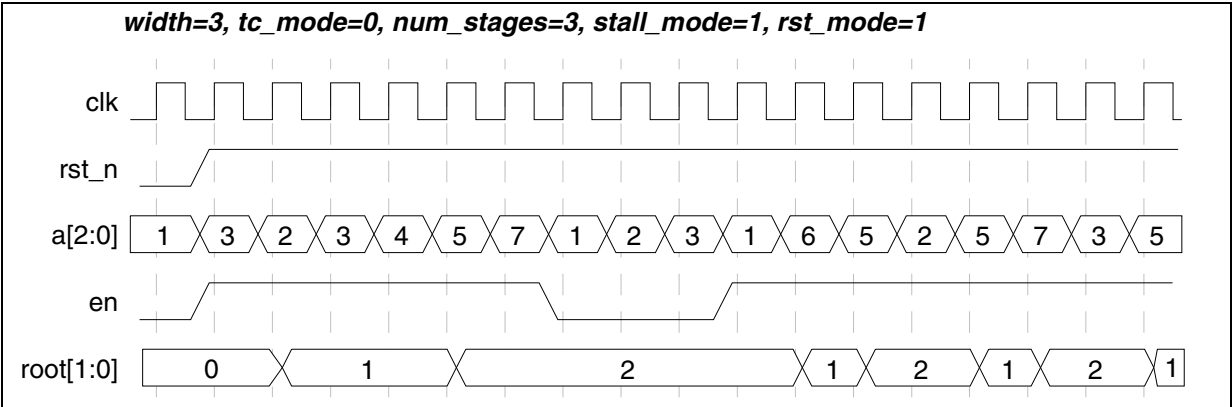 width=3, tc_mode=0, num_stages=3, stall_mode=1, rst_mode=1
clk
rst_n
a[2:0] 1 3 2 3 4 5 7 1 2 3 1 6 5 2 5 7 3 5
en
root[1:0] 0 1 2 1 2 1 2 1